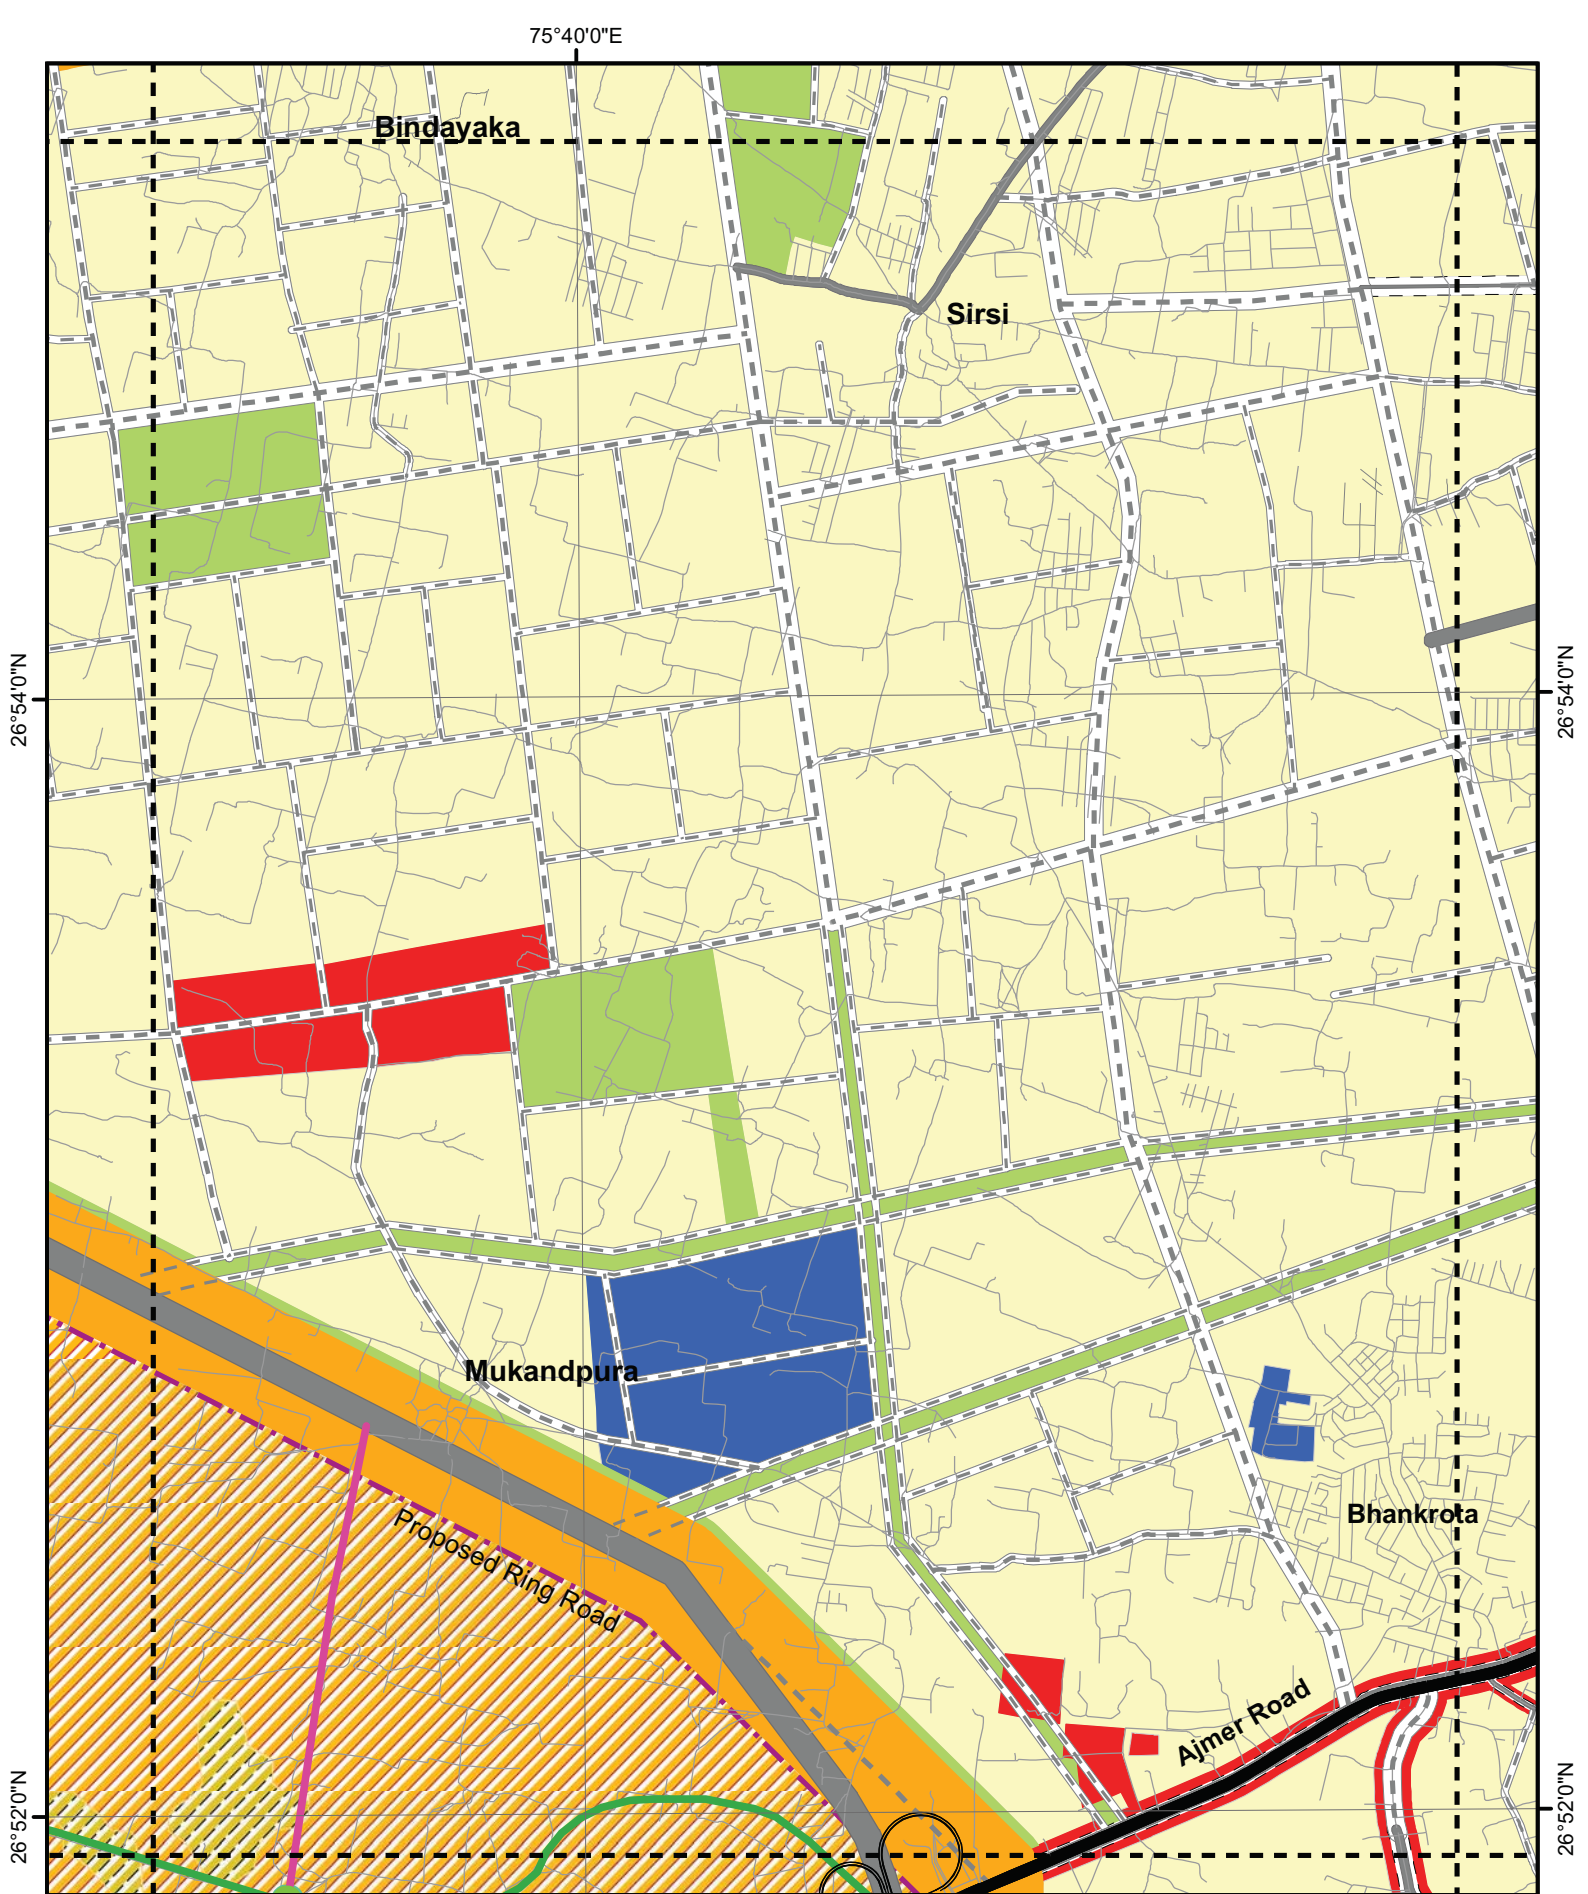 75°40'0"E
Bindayaka
Sirsi
26°54'0"N
26°54'0"N
Mukandpura
Bhankrota
Proposed Ring Road
Ajmer Road
26°52'0"N
26°52'0"N